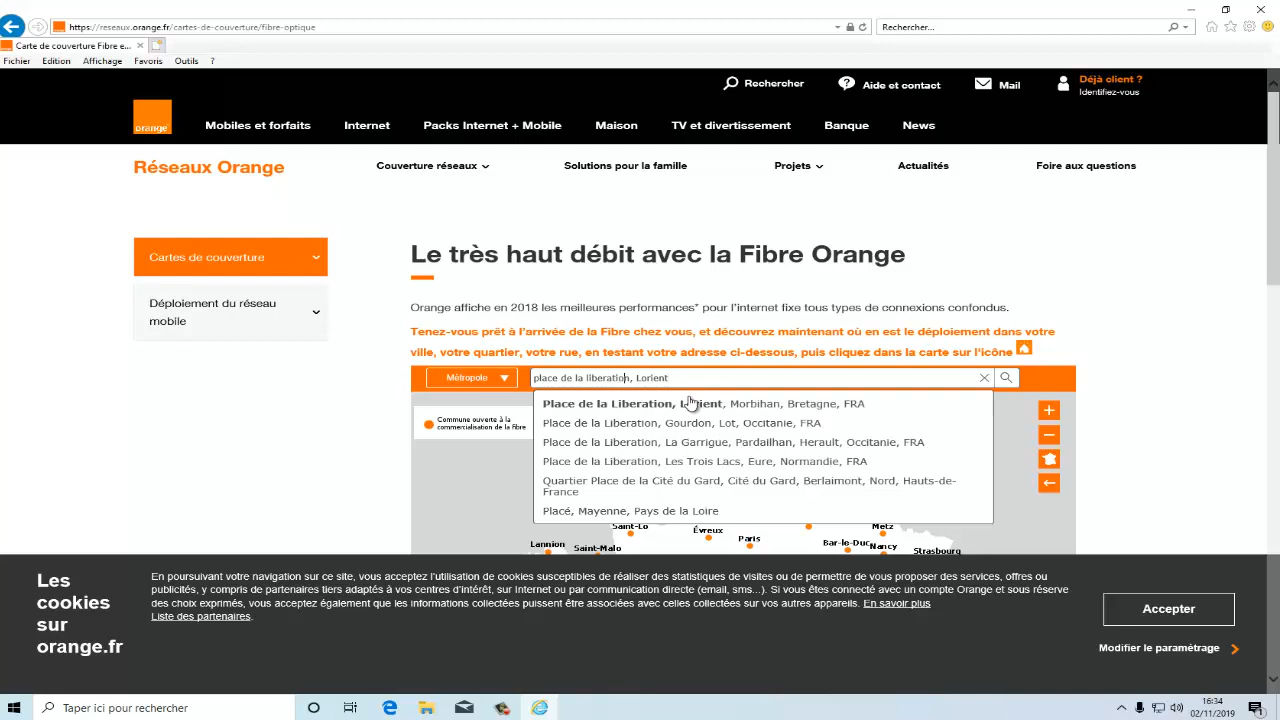 https://reseaux.orange.fr/cartes-de-couverture/fibre-optique
Rechercher...
Carte de couverture Fibre e...
Fichier Edition Affichage Favoris Outils ?
Rechercher
Aide et contact
Mail
Déjà client ?
Identifiez-vous
orange
Mobiles et forfaits Internet Packs Internet + Mobile Maison TV et divertissement Banque News
Réseaux Orange
Couverture réseaux Solutions pour la famille Projets Actualités Foire aux questions
Cartes de couverture
Déploiement du réseau
mobile
Le très haut débit avec la Fibre Orange
Orange affiche en 2018 les meilleures performances* pour l'internet fixe tous types de connexions confondus.
Tenez-vous prêt à l'arrivée de la Fibre chez vous, et découvrez maintenant où en est le déploiement dans votre
ville, votre quartier, votre rue, en testant votre adresse ci-dessous, puis cliquez dans la carte sur l'icône
Métropole
place de la liberation, Lorient
Commune ouverte à la
commercialisation de la fibre
Place de la Liberation, Lorient, Morbihan, Bretagne, FRA
Place de la Liberation, Gourdon, Lot, Occitanie, FRA
Place de la Liberation, La Garrigue, Pardailhan, Herault, Occitanie, FRA
Place de la Liberation, Les Trois Lacs, Eure, Normandie, FRA
Quartier Place de la Cité du Gard, Cité du Gard, Berlaimont, Nord, Hauts-de-
France
Placé, Mayenne, Pays de la Loire
Saint-Lo
Évreux
Metz
Lannion
Saint-Malo
Paris
Bar-le-Duc
Nancy
Strasbourg
Les
cookies
sur
orange.fr
En poursuivant votre navigation sur ce site, vous acceptez l'utilisation de cookies susceptibles de réaliser des statistiques de visites ou de permettre de vous proposer des services, offres ou
publicités, y compris de partenaires tiers adaptés à vos centres d'intérêt, sur Internet ou par communication directe (email, sms...). Si vous êtes connecté avec un compte Orange et sous réserve
des choix exprimés, vous acceptez également que les informations collectées puissent être associées avec celles collectées sur vos autres appareils. En savoir plus
Liste des partenaires.
Accepter
Modifier le paramétrage
Taper ici pour rechercher
16:34
02/11/2019
1